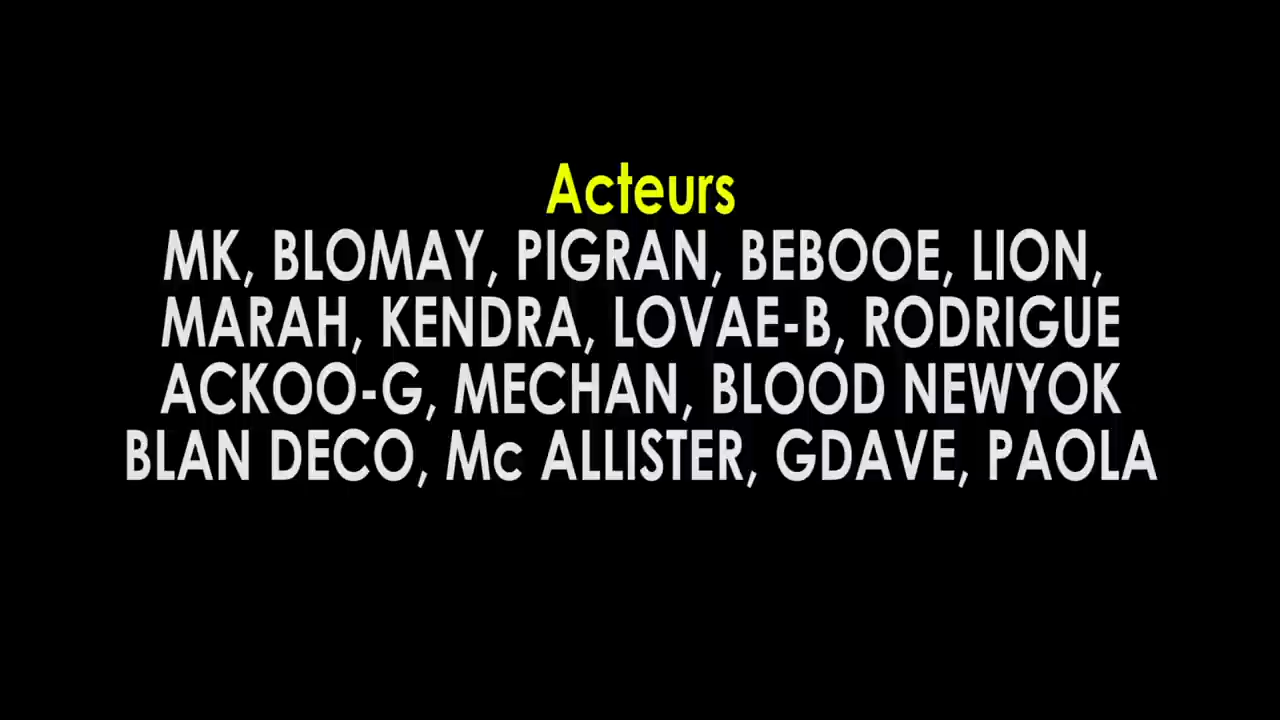 Acteurs
MK, BLOMAY, PIGRAN, BEBOOE, LION,
MARAH, KENDRA, LOVAE-B, RODRIGUE
ACKOO-G, MECHAN, BLOOD NEWYOK
BLAN DECO, Mc ALLISTER, GDAVE, PAOLA